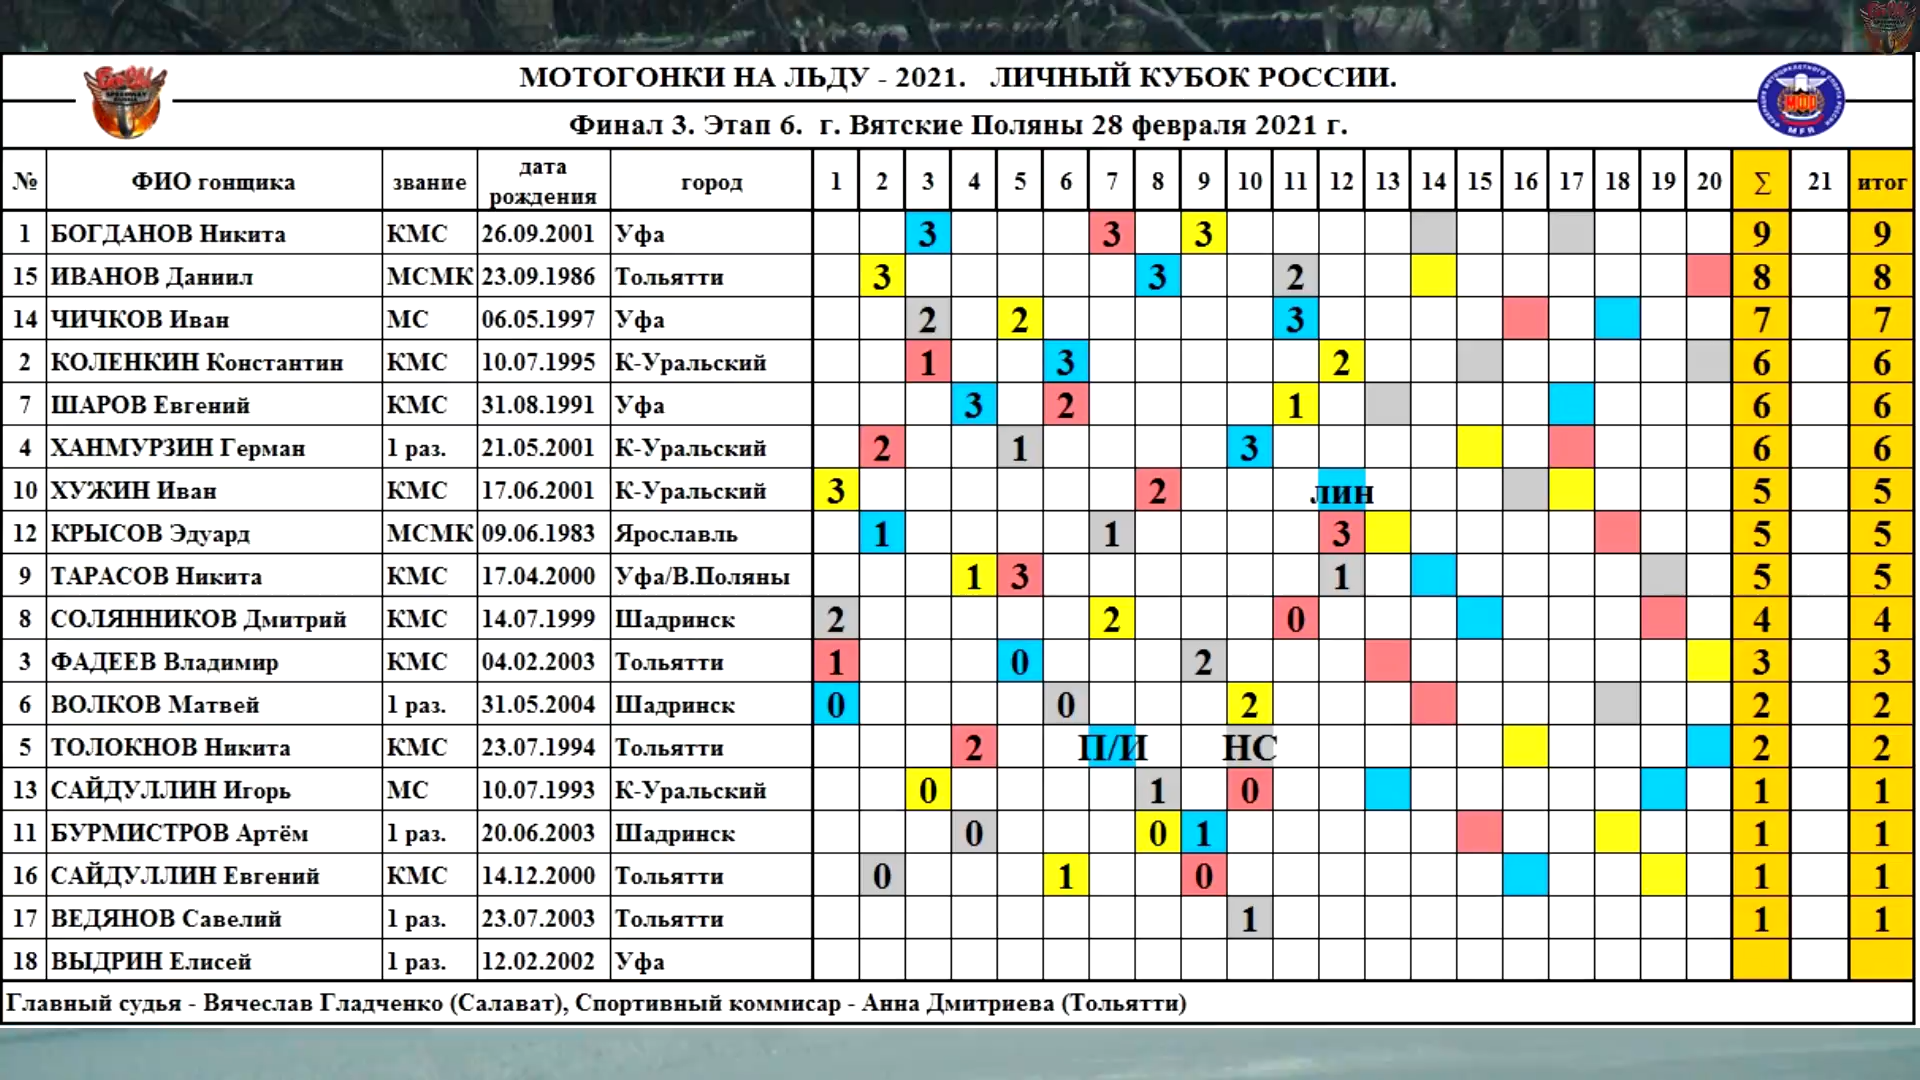 МОТОГОНКИ НА ЛЬДУ - 2021. ЛИЧНЫЙ КУБОК РОССИИ.
Финал 3. Этап 6. г. Вятские Поляны 28 февраля 2021 г.
№ ФИО гонщика звание дата рождения город 1 2 3 4 5 6 7 8 9 10 11 12 13 14 15 16 17 18 19 20 ∑ 21 итог
1 БОГДАНОВ Никита КМС 26.09.2001 Уфа 3 3 3 9 9
15 ИВАНОВ Даниил МСМК 23.09.1986 Тольятти 3 3 2 8 8
14 ЧИЧКОВ Иван МС 06.05.1997 Уфа 2 2 3 7 7
2 КОЛЕНКИН Константин КМС 10.07.1995 К-Уральский 1 3 2 6 6
7 ШАРОВ Евгений КМС 31.08.1991 Уфа 3 2 1 6 6
4 ХАНМУРЗИН Герман 1 раз. 21.05.2001 К-Уральский 2 1 3 6 6
10 ХУЖИН Иван КМС 17.06.2001 К-Уральский 3 2 лин 5 5
12 КРЫСОВ Эдуард МСМК 09.06.1983 Ярославль 1 1 3 5 5
9 ТАРАСОВ Никита КМС 17.04.2000 Уфа/В.Поляны 1 3 1 5 5
8 СОЛЯННИКОВ Дмитрий КМС 14.07.1999 Шадринск 2 2 0 4 4
3 ФАДЕЕВ Владимир КМС 04.02.2003 Тольятти 1 0 2 3 3
6 ВОЛКОВ Матвей 1 раз. 31.05.2004 Шадринск 0 0 2 2 2
5 ТОЛОКНОВ Никита КМС 23.07.1994 Тольятти 2 П/И НС 2 2
13 САЙДУЛЛИН Игорь МС 10.07.1993 К-Уральский 0 1 0 1 1
11 БУРМИСТРОВ Артём 1 раз. 20.06.2003 Шадринск 0 0 1 1 1
16 САЙДУЛЛИН Евгений КМС 14.12.2000 Тольятти 0 1 0 1 1
17 ВЕДЯНОВ Савелий 1 раз. 23.07.2003 Тольятти 1 1 1
18 ВЫДРИН Елисей 1 раз. 12.02.2002 Уфа
Главный судья - Вячеслав Гладченко (Салават), Спортивный коммисар - Анна Дмитриева (Тольятти)
МФР
MFR